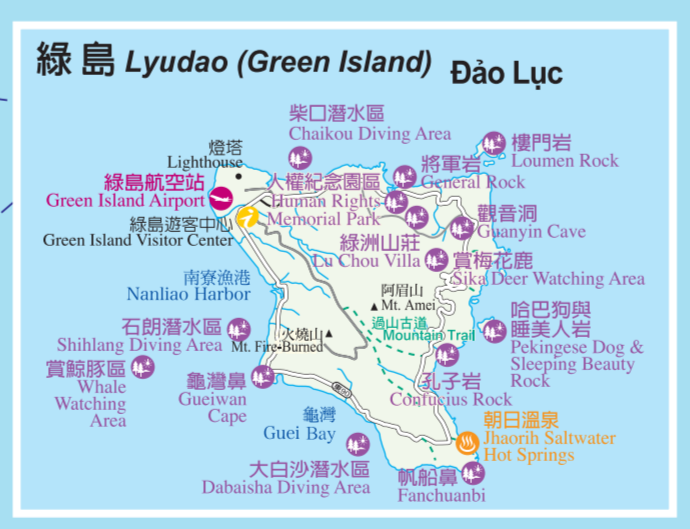 綠島 Lyudao (Green Island) Đảo Lục
柴口潛水區
Chaikou Diving Area
燈塔
Lighthouse
樓門岩
Loumen Rock
將軍岩
General Rock
綠島航空站
Green Island Airport
人權紀念園區
Human Rights
Memorial Park
觀音洞
Guanyin Cave
綠島遊客中心
Green Island Visitor Center
綠洲山莊
Lu Chou Villa
賞梅花鹿
Sika Deer Watching Area
南寮漁港
Nanliao Harbor
阿眉山
Mt. Amei
哈巴狗與
睡美人岩
Pekingese Dog &
Sleeping Beauty
Rock
過山古道
Mountain Trail
石朗潛水區
Shihlang Diving Area
火燒山
Mt. Fire-Burned
賞鯨豚區
Whale
Watching
Area
龜灣鼻
Gueiwan
Cape
孔子岩
Confucius Rock
龜灣
Guei Bay
朝日溫泉
Jhaorih Saltwater
Hot Springs
大白沙潛水區
Dabaisha Diving Area
帆船鼻
Fanchuanbi